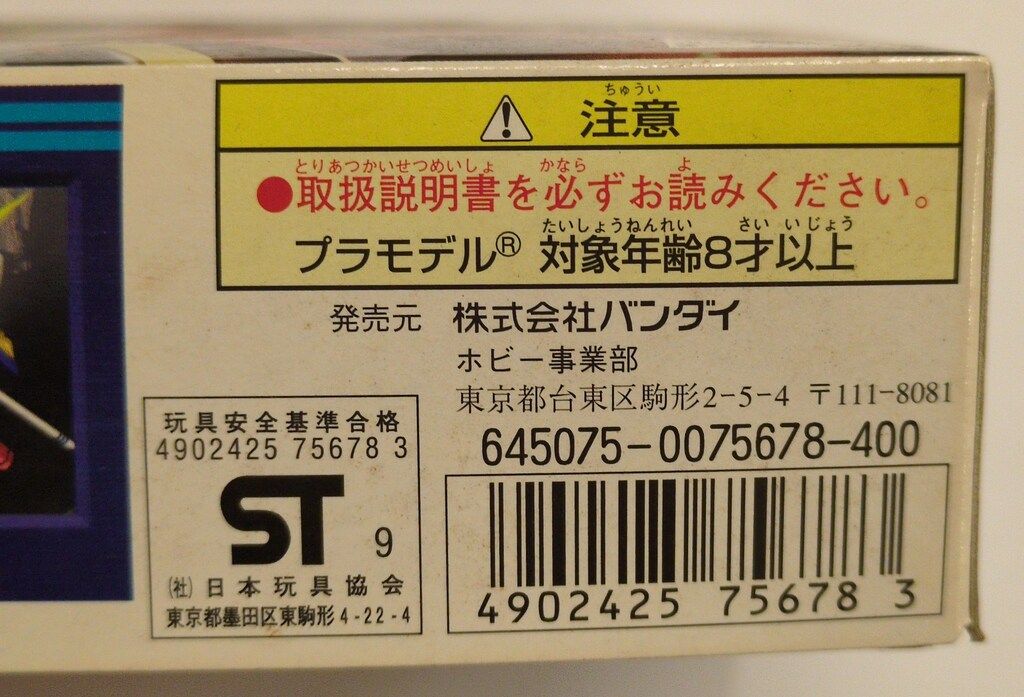 ちゅうい
注意
とりあつかいせつめいしょ かなら よ
●取扱説明書を必ずお読みください。
たいしょうねんれい さい いじょう
プラモデル® 対象年齢8才以上
発売元 株式会社バンダイ
ホビー事業部
東京都台東区駒形2-5-4 〒111-8081
645075-0075678-400
4902425 75678 3
玩具安全基準合格
4902425 75678 3
ST 9
(社)日本玩具協会
東京都墨田区東駒形4-22-4